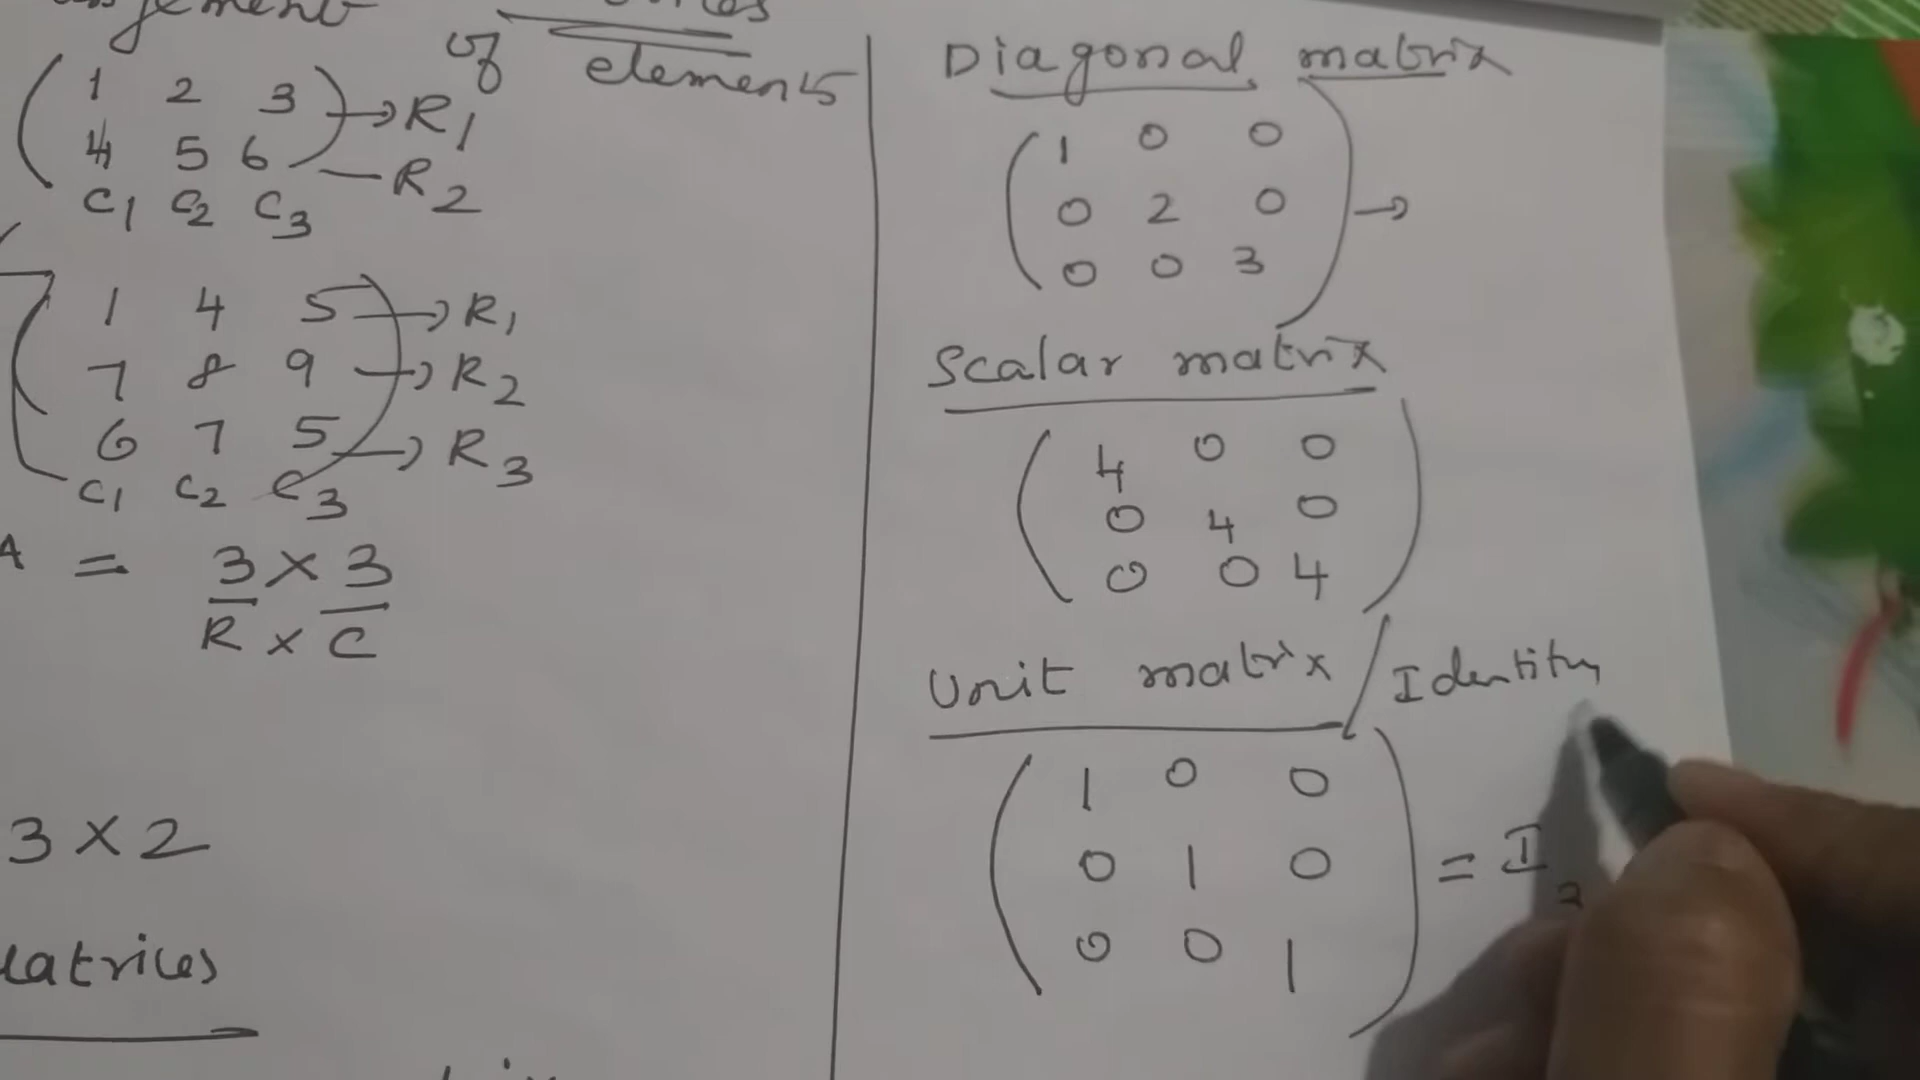 of elements
1 2 3 → R1
4 5 6 — R2
C1 C2 C3
1 4 5 → R1
7 8 9 → R2
6 7 5 → R3
C1 C2 C3
A = 3 × 3
R × C
3 × 2
Diagonal matrix
1 0 0
0 2 0 →
0 0 3
Scalar matrix
4 0 0
0 4 0
0 0 4
Unit matrix / Identity
1 0 0
0 1 0 = I
0 0 1